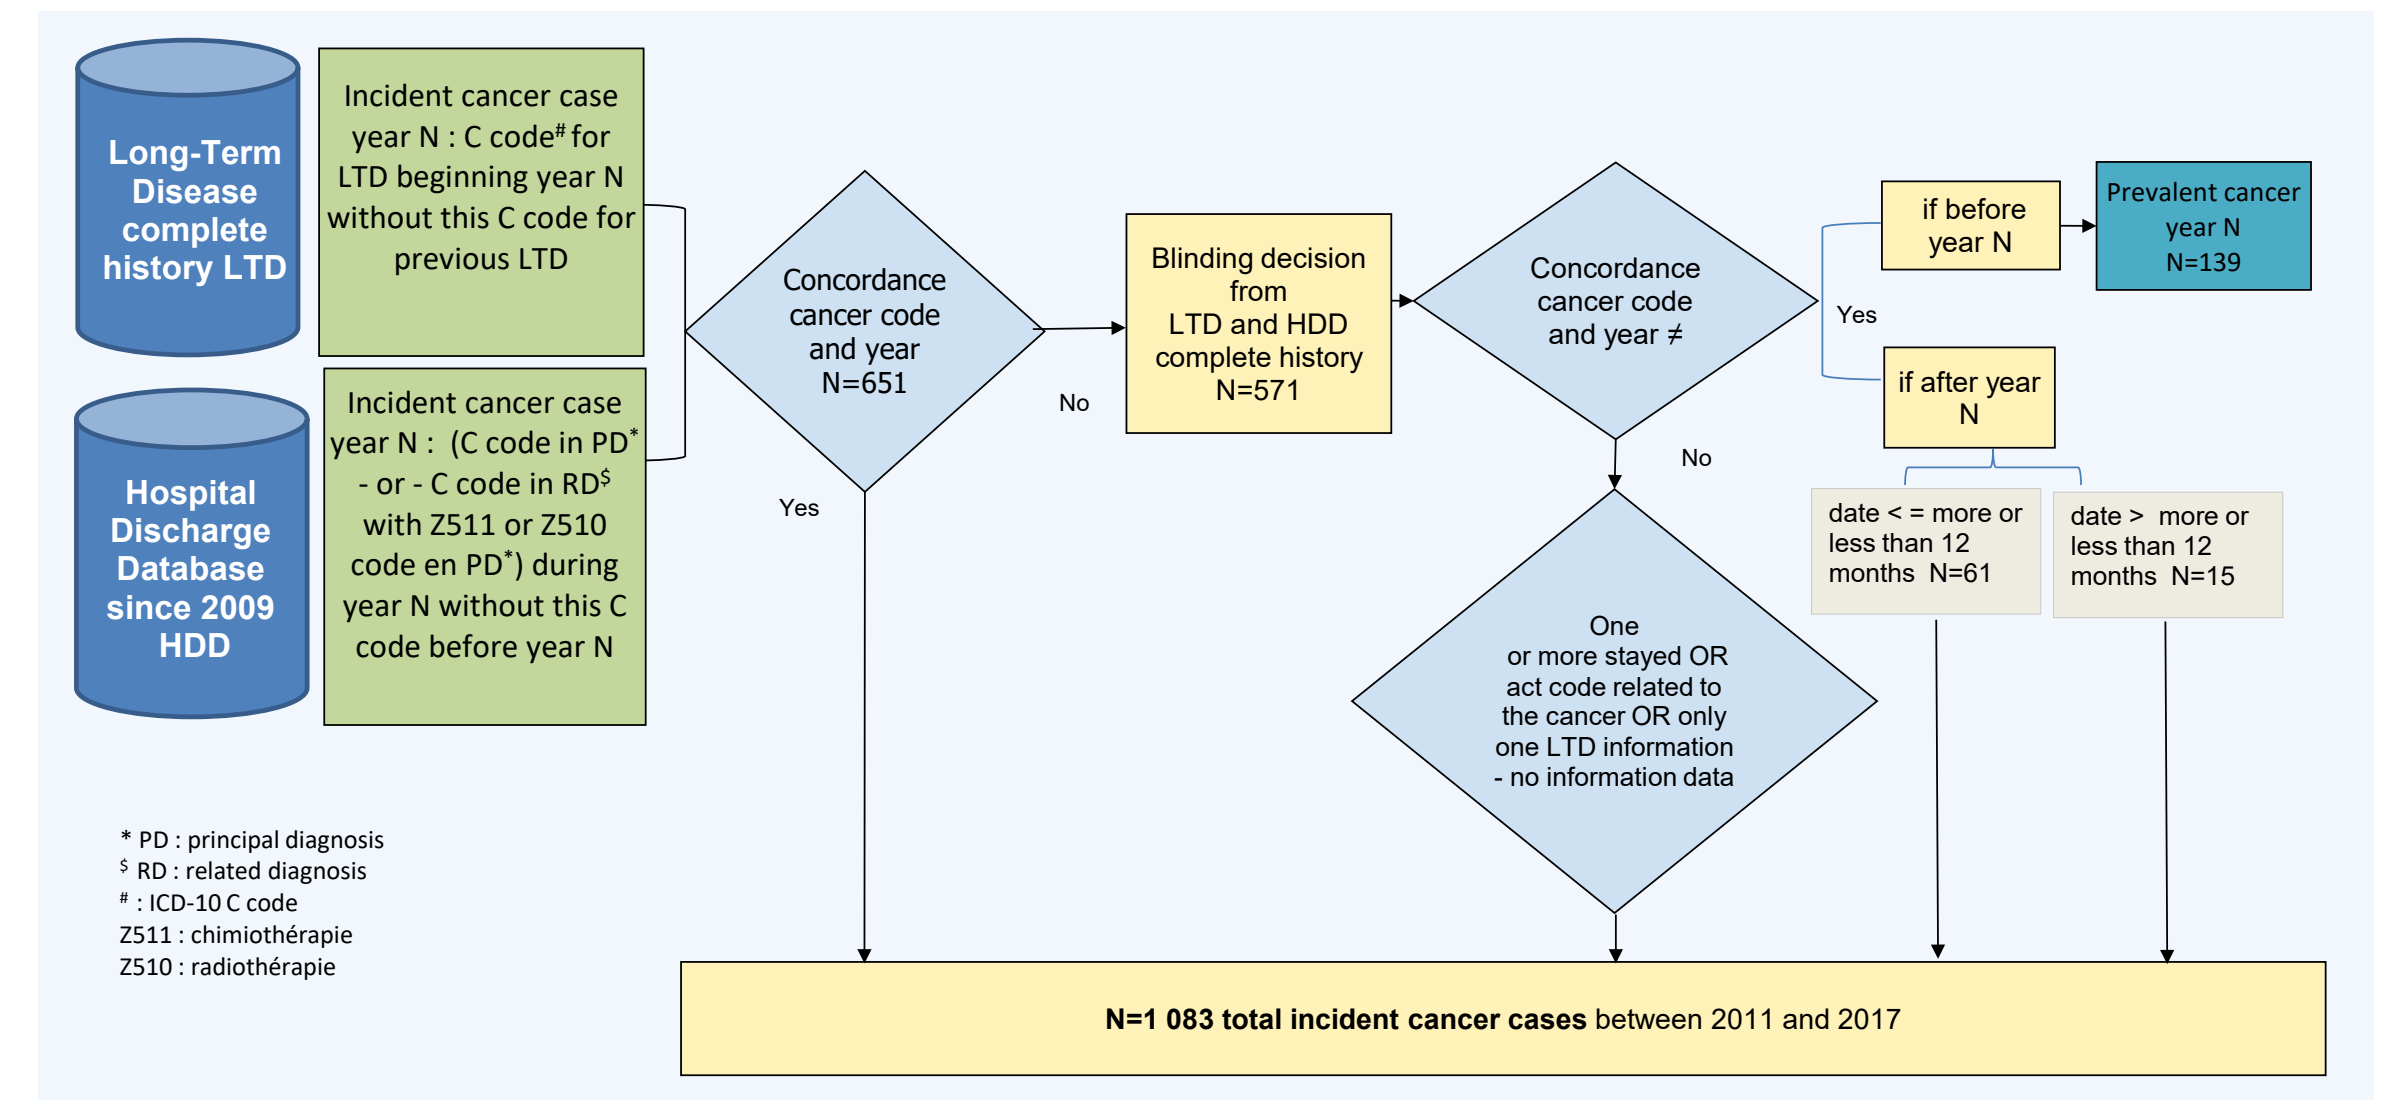 Long-Term
Disease
complete
history LTD
Incident cancer case
year N : C code# for
LTD beginning year N
without this C code for
previous LTD
Hospital
Discharge
Database
since 2009
HDD
Incident cancer case
year N : (C code in PD*
- or - C code in RD$
with Z511 or Z510
code en PD*) during
year N without this C
code before year N
* PD : principal diagnosis
$ RD : related diagnosis
# : ICD-10 C code
Z511 : chimiothérapie
Z510 : radiothérapie
Concordance
cancer code
and year
N=651
Yes
No
Blinding decision
from
LTD and HDD
complete history
N=571
Concordance
cancer code
and year ≠
Yes
No
if before
year N
Prevalent cancer
year N
N=139
if after year
N
date < = more or
less than 12
months N=61
date > more or
less than 12
months N=15
One
or more stayed OR
act code related to
the cancer OR only
one LTD information
- no information data
N=1 083 total incident cancer cases between 2011 and 2017